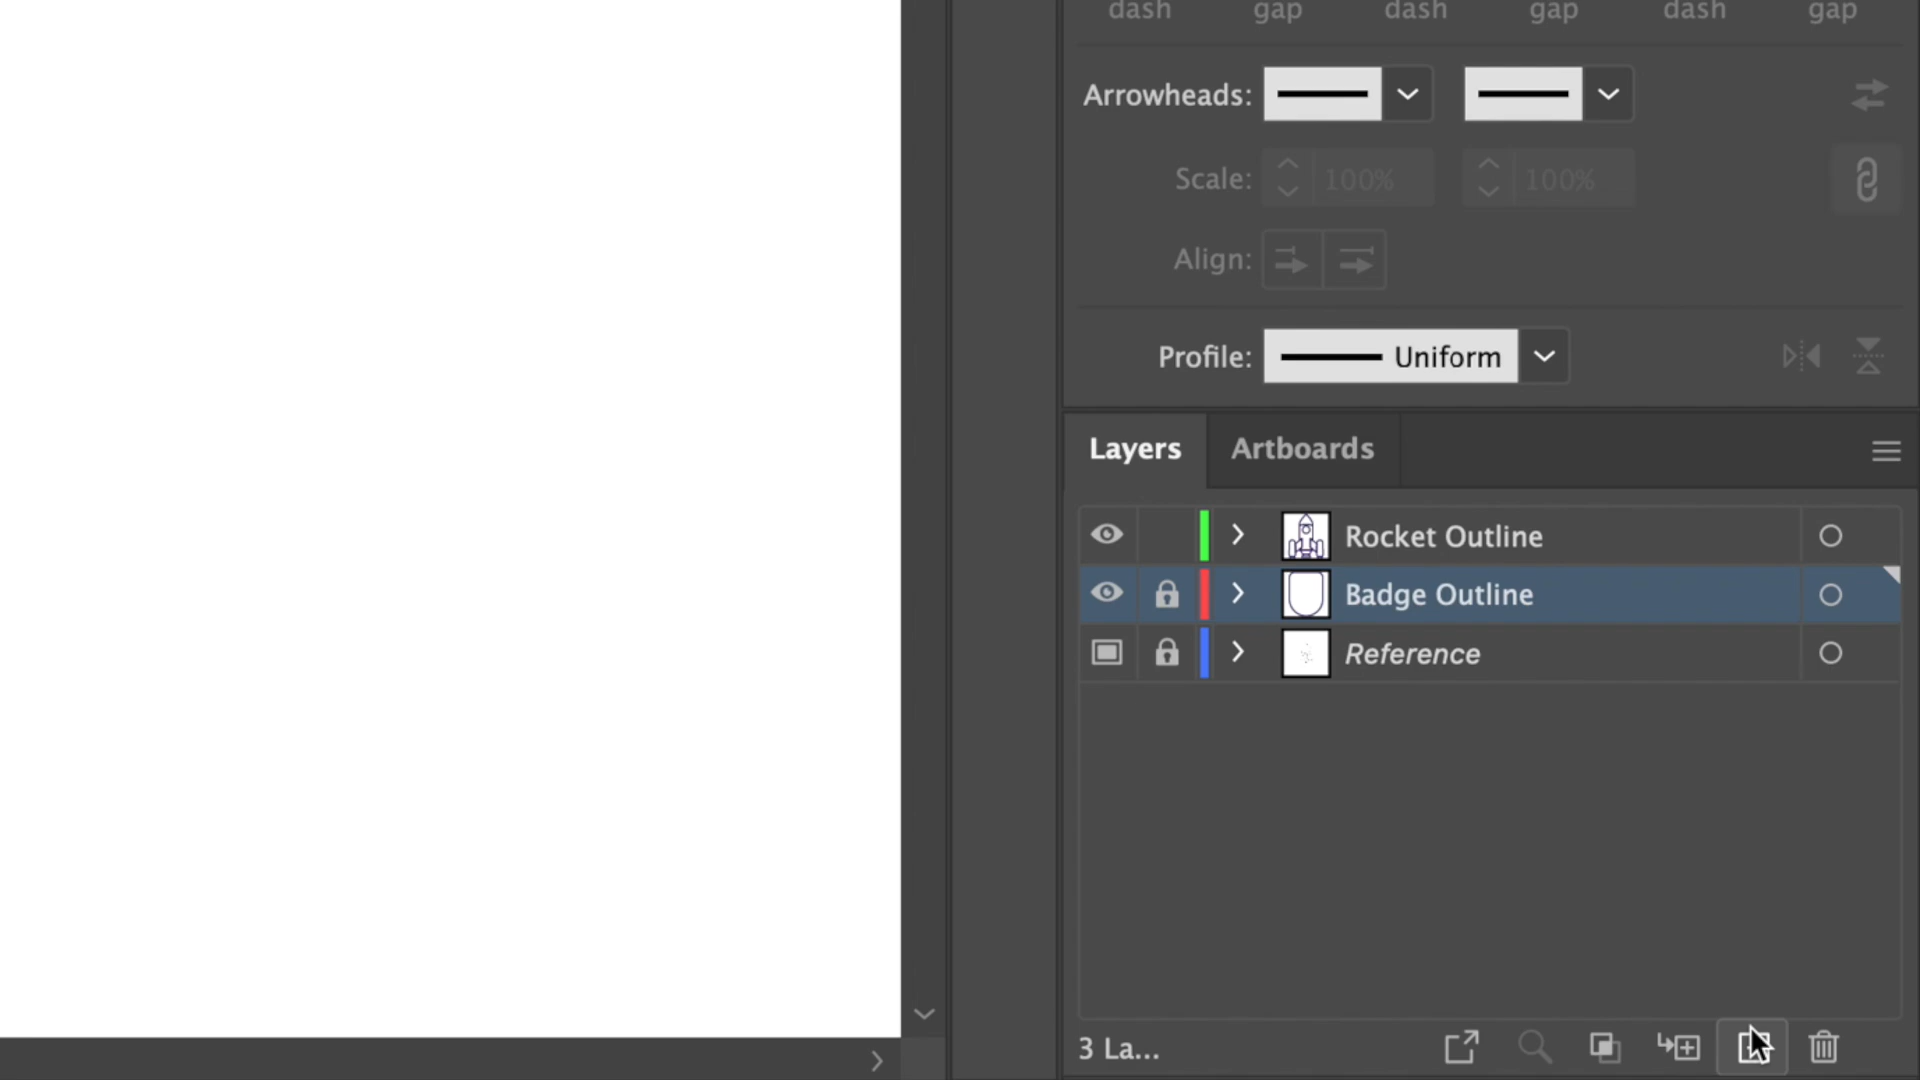 dash gap dash gap dash gap
Arrowheads:
Scale: 100% 100%
Align:
Profile: Uniform
Layers Artboards
Rocket Outline
Badge Outline
Reference
3 La...